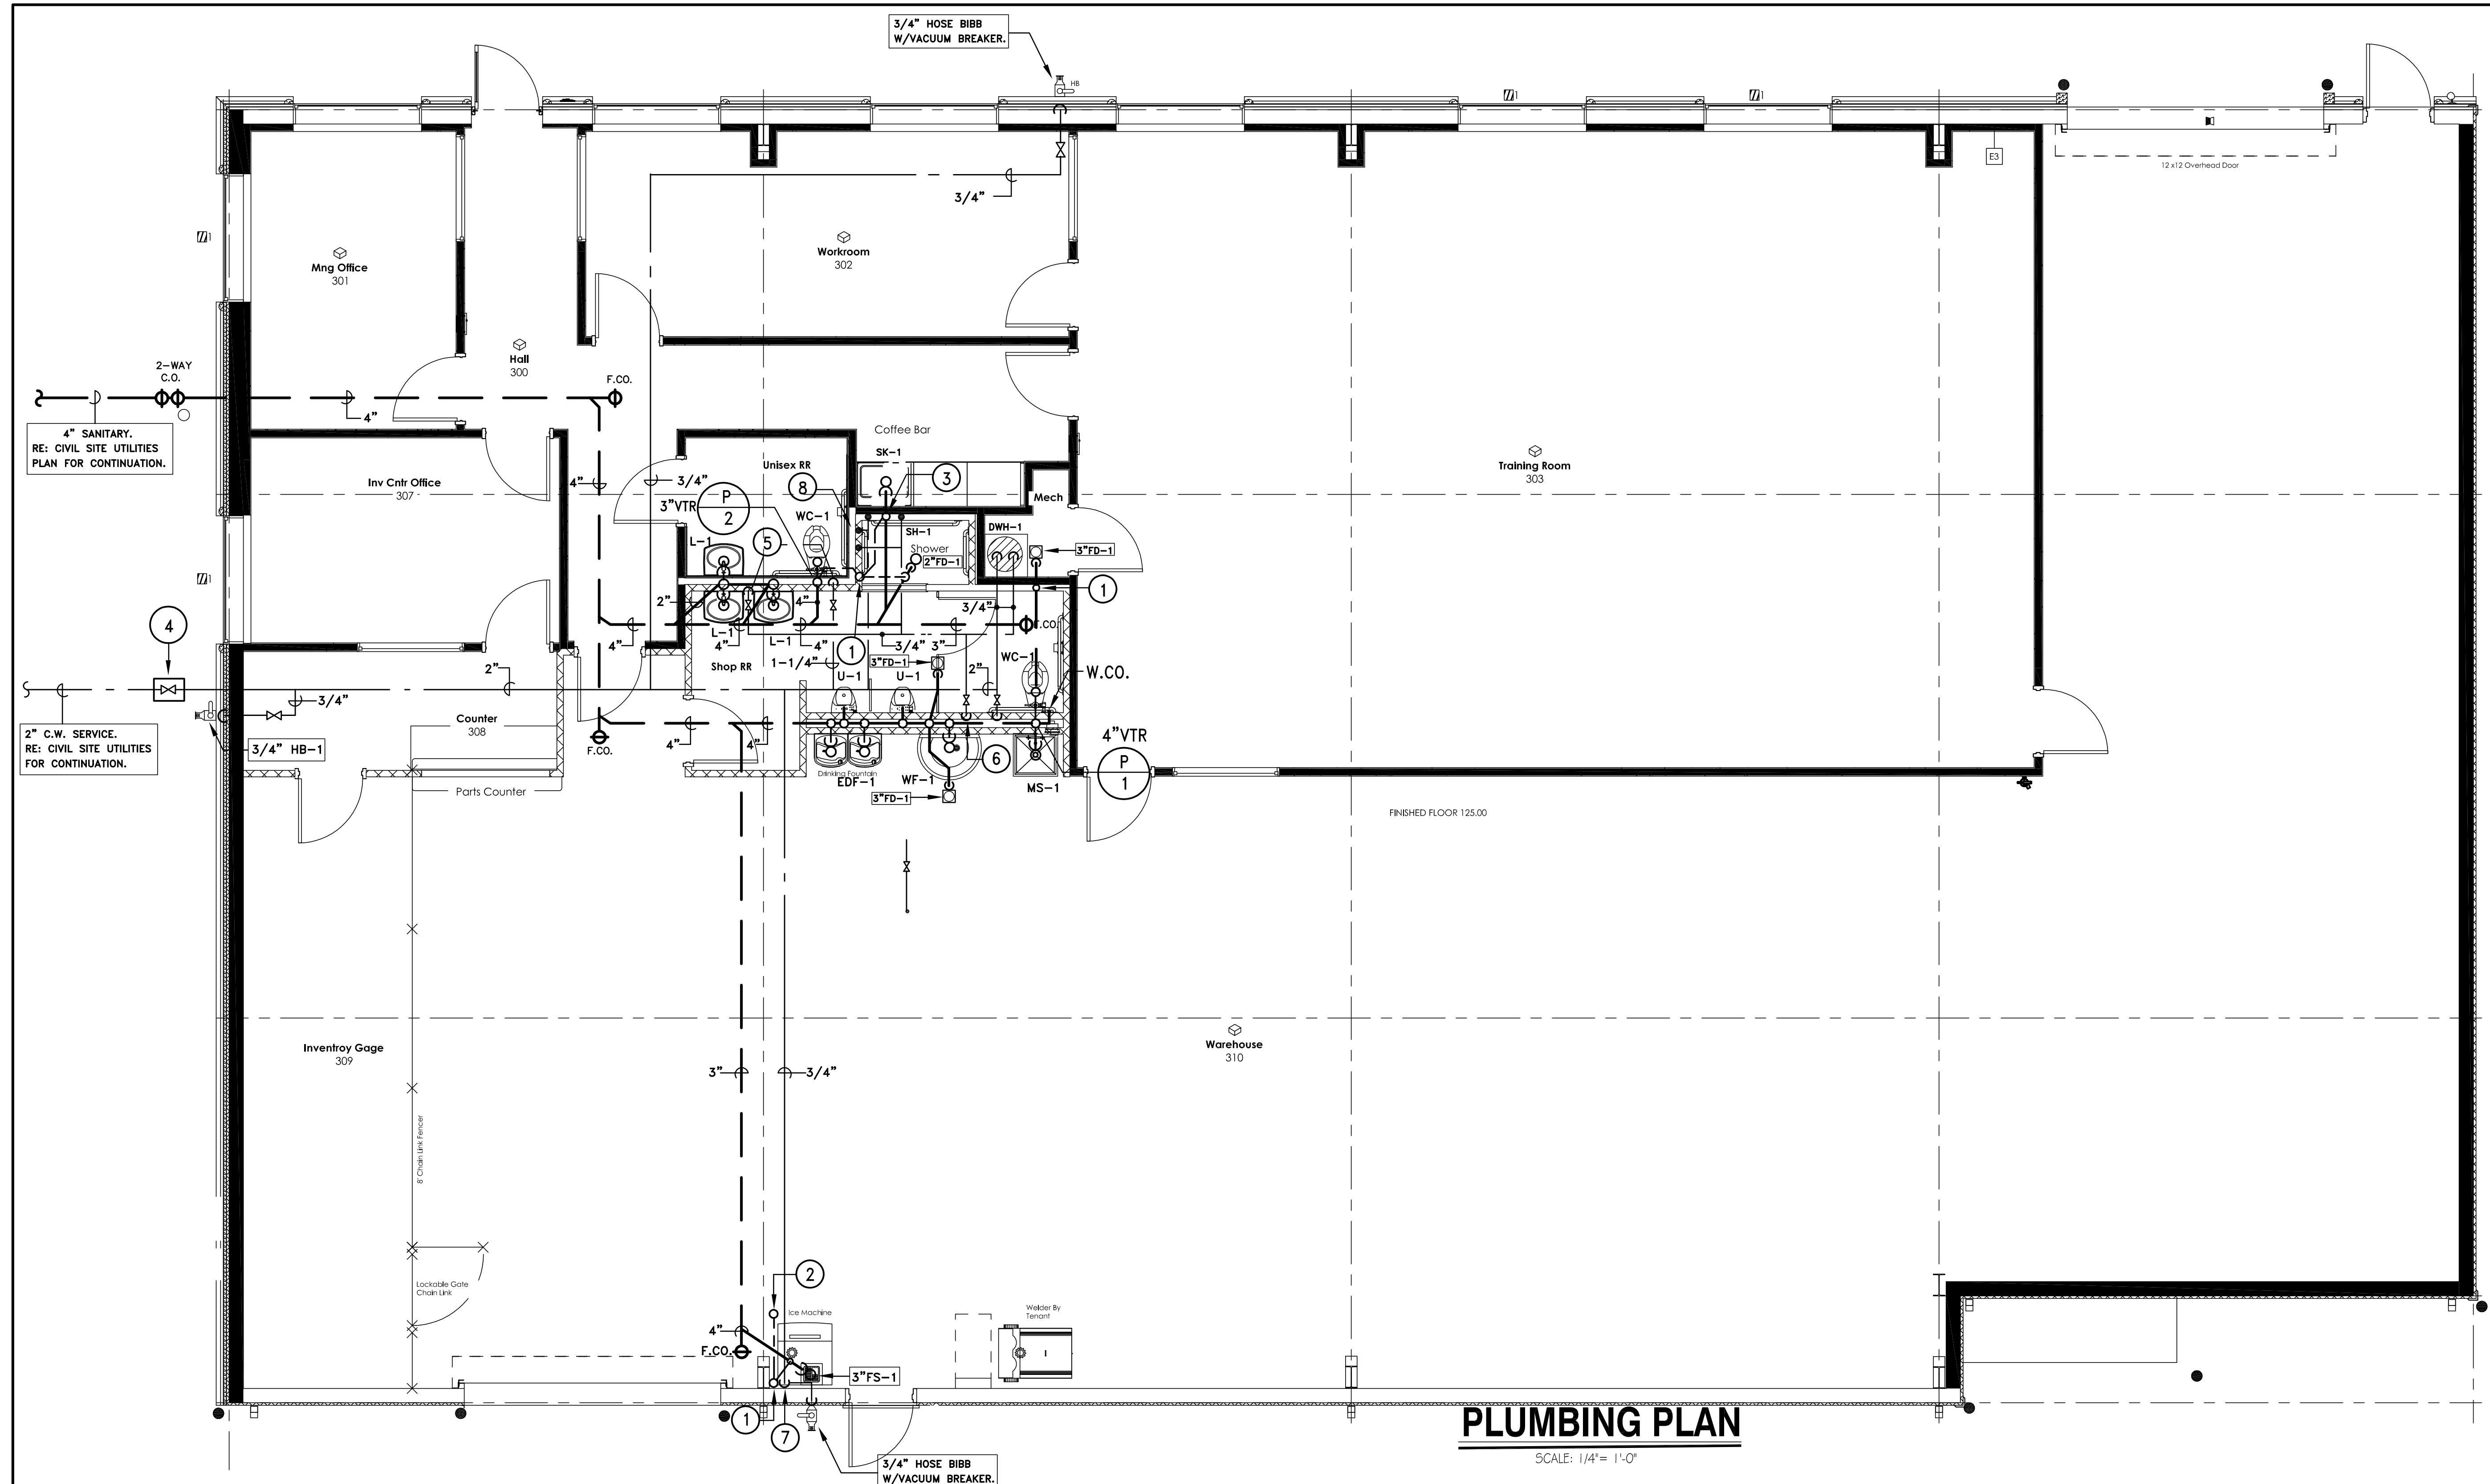 3/4" HOSE BIBB
W/VACUUM BREAKER.
HB
1
1
E3
12 x12 Overhead Door
3/4"
1
Mng Office
301
Workroom
302
Hall
300
2-WAY
C.O.
F.CO.
4"
4" SANITARY.
RE: CIVIL SITE UTILITIES
PLAN FOR CONTINUATION.
Coffee Bar
SK-1
Unisex RR
Training Room
303
Inv Cntr Office
307
4"
3/4"
8
3
Mech
3"VTR
P
2
WC-1
SH-1
DWH-1
L-1
5
Shower
3"FD-1
2"FD-1
1
1
2"
4"
3/4"
F.CO.
4
L-1
4"
L-1
4"
4"
1
3/4"
3"
Shop RR
1-1/4"
3"FD-1
2"
WC-1
W.CO.
2"
U-1
U-1
3/4"
2" C.W. SERVICE.
RE: CIVIL SITE UTILITIES
FOR CONTINUATION.
3/4" HB-1
Counter
308
F.CO.
4"
4"
4"VTR
P
1
6
Drinking Fountain
EDF-1
WF-1
MS-1
3"FD-1
Parts Counter
FINISHED FLOOR 125.00
Inventroy Gage
309
Warehouse
310
3"
3/4"
8' Chain Link Fencer
Lockable Gate
Chain Link
2
Ice Machine
Welder By
Tenant
4"
F.CO.
3"FS-1
1
7
3/4" HOSE BIBB
W/VACUUM BREAKER.
PLUMBING PLAN
SCALE: 1/4"= 1'-0"